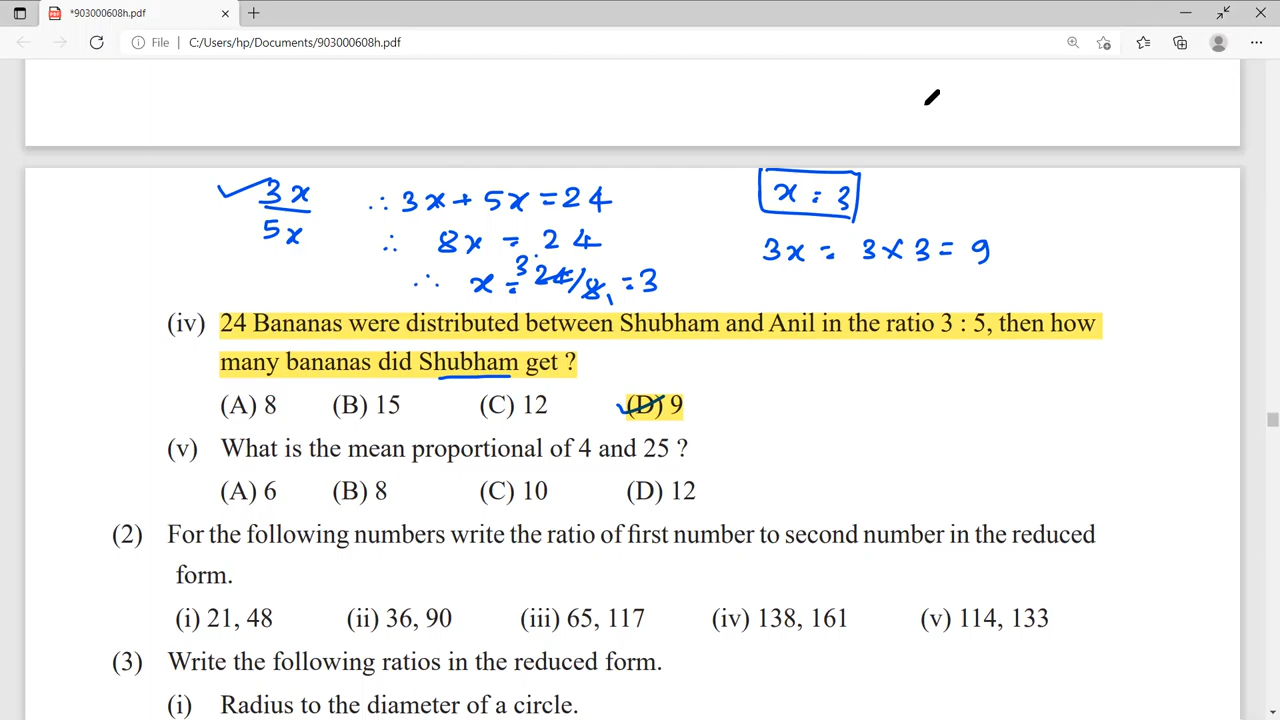 *903000608h.pdf
File | C:/Users/hp/Documents/903000608h.pdf
3x
5x
∴ 3x + 5x = 24
∴ 8x = 24
∴ x = 3 24/8 1 = 3
x = 3
3x = 3 × 3 = 9
(iv) 24 Bananas were distributed between Shubham and Anil in the ratio 3 : 5, then how
many bananas did Shubham get ?
(A) 8 (B) 15 (C) 12 (D) 9
(v) What is the mean proportional of 4 and 25 ?
(A) 6 (B) 8 (C) 10 (D) 12
(2) For the following numbers write the ratio of first number to second number in the reduced
form.
(i) 21, 48 (ii) 36, 90 (iii) 65, 117 (iv) 138, 161 (v) 114, 133
(3) Write the following ratios in the reduced form.
(i) Radius to the diameter of a circle.